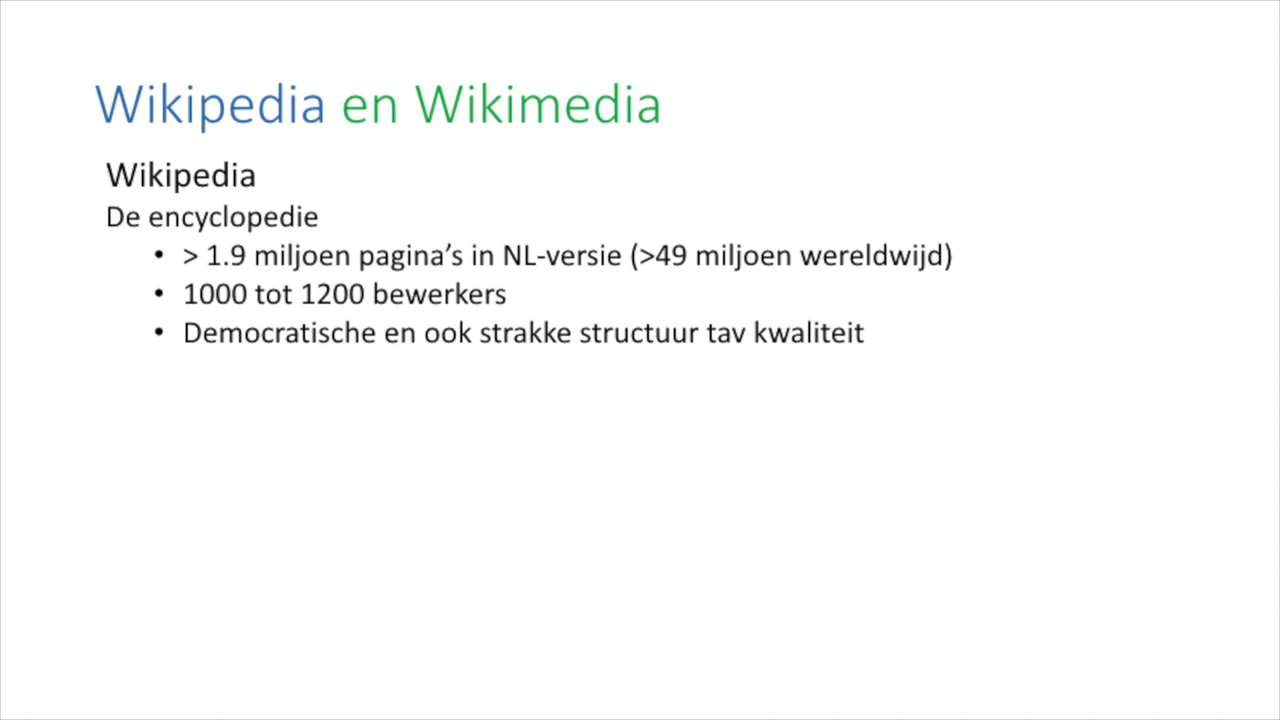 Wikipedia en Wikimedia
Wikipedia
De encyclopedie
• > 1.9 miljoen pagina’s in NL-versie (>49 miljoen wereldwijd)
• 1000 tot 1200 bewerkers
• Democratische en ook strakke structuur tav kwaliteit